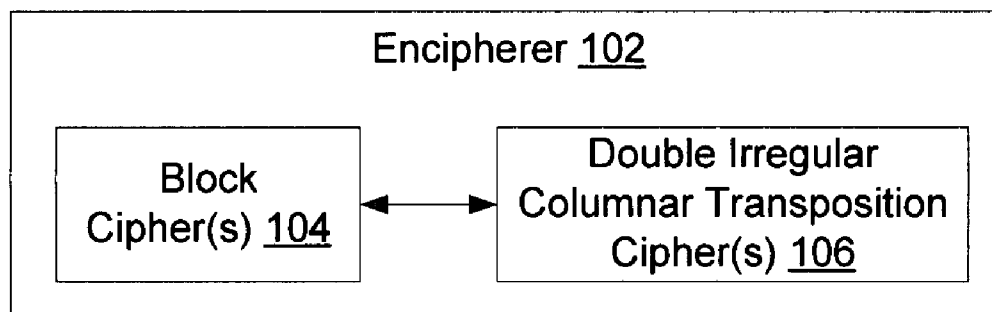 Encipherer 102
Block
Cipher(s) 104
Double Irregular
Columnar Transposition
Cipher(s) 106